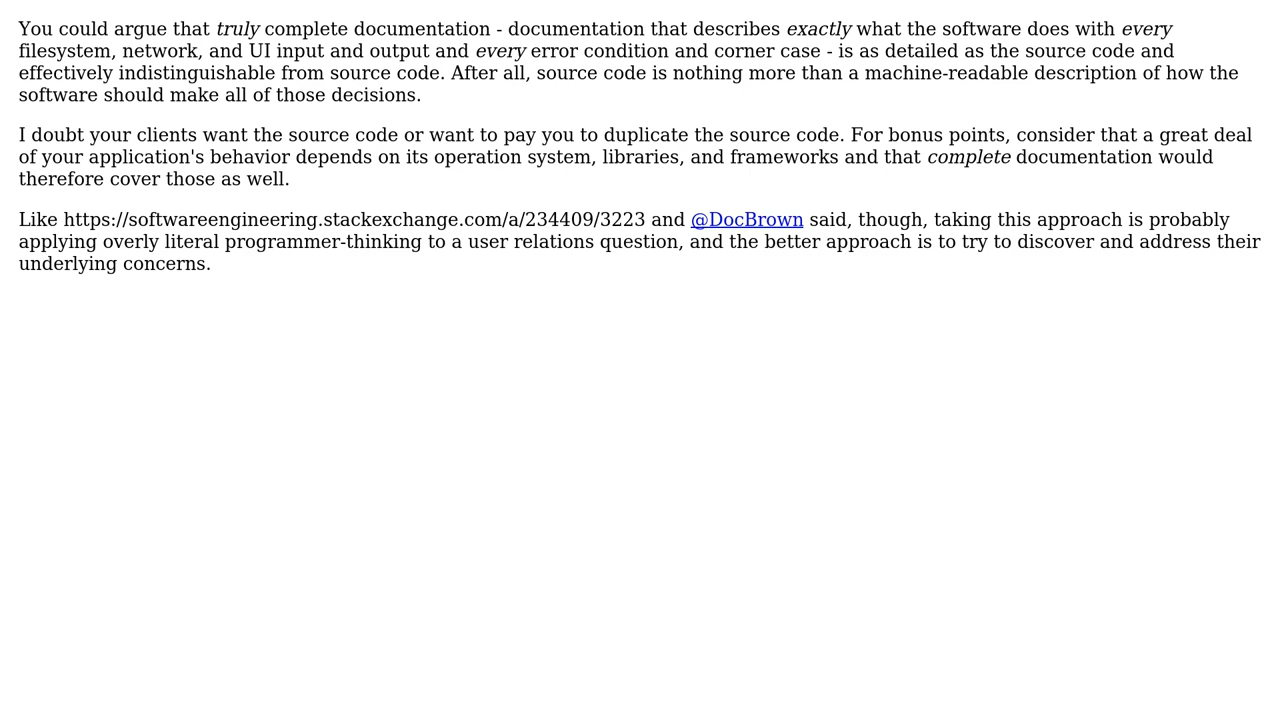 You could argue that truly complete documentation - documentation that describes exactly what the software does with every
filesystem, network, and UI input and output and every error condition and corner case - is as detailed as the source code and
effectively indistinguishable from source code. After all, source code is nothing more than a machine-readable description of how the
software should make all of those decisions.
I doubt your clients want the source code or want to pay you to duplicate the source code. For bonus points, consider that a great deal
of your application's behavior depends on its operation system, libraries, and frameworks and that complete documentation would
therefore cover those as well.
Like https://softwareengineering.stackexchange.com/a/234409/3223 and @DocBrown said, though, taking this approach is probably
applying overly literal programmer-thinking to a user relations question, and the better approach is to try to discover and address their
underlying concerns.